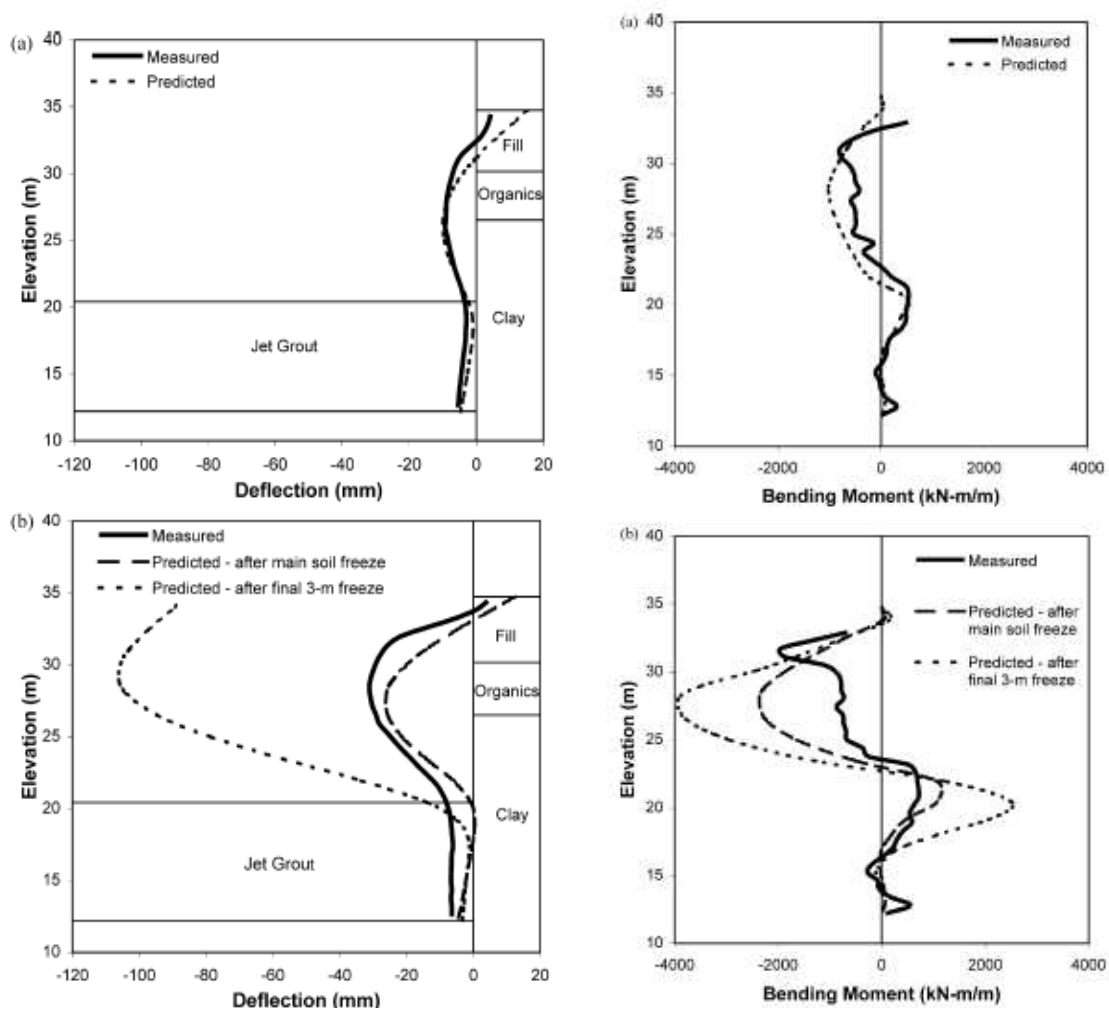 (a)
40
35
30
25
20
15
10
Elevation (m)
Measured
Predicted
Fill
Organics
Clay
Jet Grout
-120 -100 -80 -60 -40 -20 0 20
Deflection (mm)
(a)
40
35
30
25
20
15
10
Elevation (m)
Measured
Predicted
-4000 -2000 0 2000 4000
Bending Moment (kN-m/m)
(b)
40
35
30
25
20
15
10
Elevation (m)
Measured
Predicted - after main soil freeze
Predicted - after final 3-m freeze
Fill
Organics
Clay
Jet Grout
-120 -100 -80 -60 -40 -20 0 20
Deflection (mm)
(b)
40
35
30
25
20
15
10
Elevation (m)
Measured
Predicted - after
main soil freeze
Predicted - after
final 3-m freeze
-4000 -2000 0 2000 4000
Bending Moment (kN-m/m)